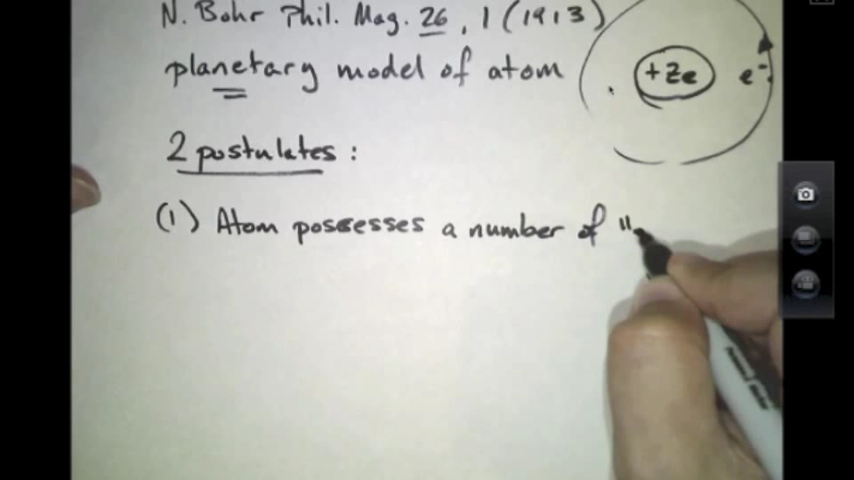 N. Bohr Phil. Mag. 26, 1 (1913)
planetary model of atom
+Ze e-
2 postulates:
(1) Atom possesses a number of "